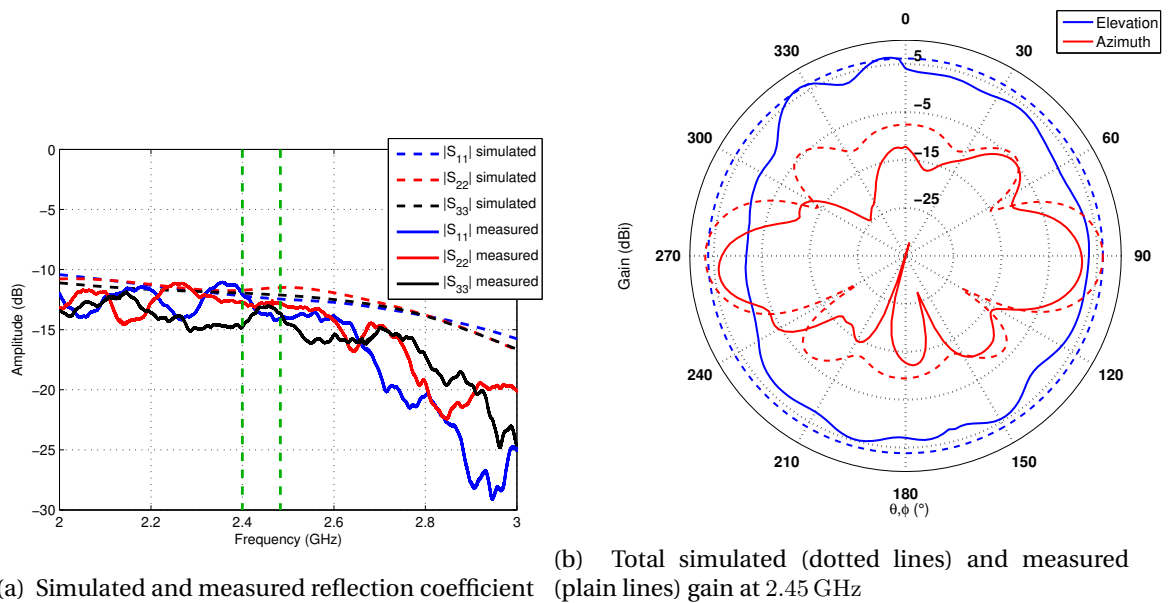 0
−5
−10
−15
−20
−25
−30
2
2.2
2.4
2.6
2.8
3
Amplitude (dB)
Frequency (GHz)
|S11| simulated
|S22| simulated
|S33| simulated
|S11| measured
|S22| measured
|S33| measured
(a) Simulated and measured reflection coefficient
Elevation
Azimuth
0
30
60
90
120
150
180
210
240
270
300
330
5
−5
−15
−25
Gain (dBi)
θ,ϕ (°)
(b) Total simulated (dotted lines) and measured
(plain lines) gain at 2.45 GHz